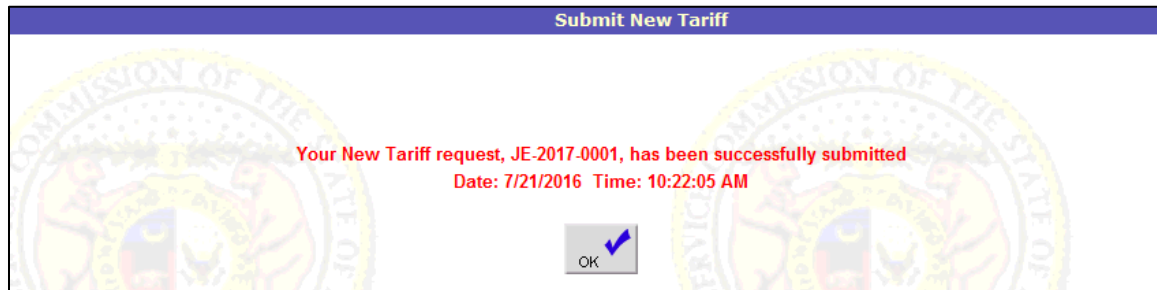 Submit New Tariff
Your New Tariff request, JE-2017-0001, has been successfully submitted
Date: 7/21/2016 Time: 10:22:05 AM
OK